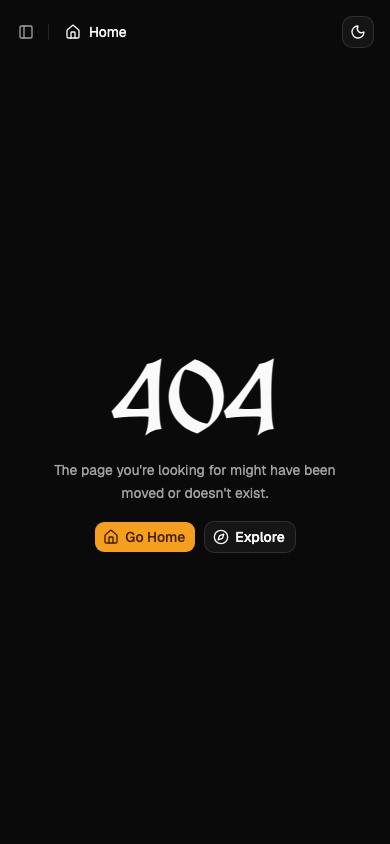 Home
404
The page you're looking for might have been
moved or doesn't exist.
Go Home
Explore